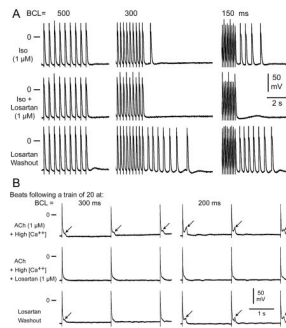 A
BCL= 500 300 150 ms
0
Iso
(1 µM)
50
mV
2 s
0
Iso +
Losartan
(1 µM)
0
Losartan
Washout
B
Beats following a train of 20 at:
BCL = 300 ms 200 ms
0
ACh (1 µM)
+ High [Ca++]
ACh
+ High [Ca++]
+ Losartan (1 µM)
0
Losartan
Washout
50
mV
1 s